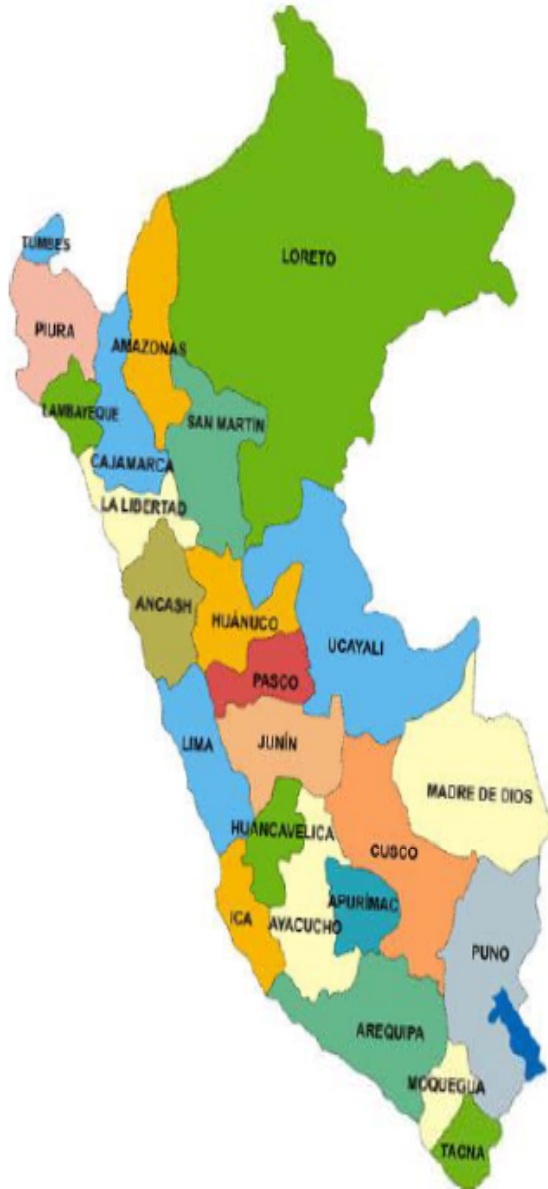 LORETO
TUMBES
PIURA
AMAZONAS
LAMBAYEQUE
SAN MARTÍN
CAJAMARCA
LA LIBERTAD
ANCASH
HUÁNUCO
UCAYALI
PASCO
LIMA
JUNÍN
MADRE DE DIOS
HUANCAVELICA
CUSCO
APURÍMAC
ICA
AYACUCHO
PUNO
AREQUIPA
MOQUEGUA
TACNA